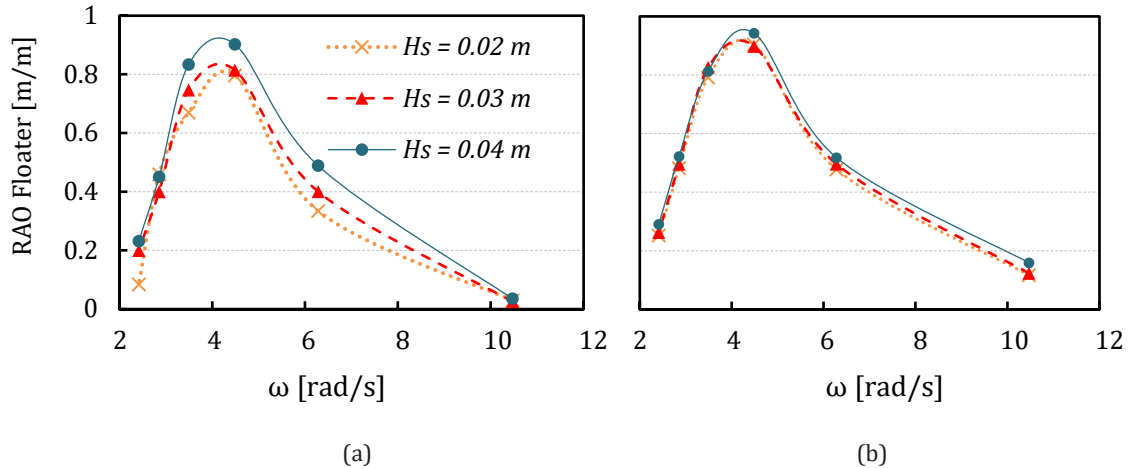 1
0.8
0.6
0.4
0.2
0
RAO Floater [m/m]
Hs = 0.02 m
Hs = 0.03 m
Hs = 0.04 m
2 4 6 8 10 12
2 4 6 8 10 12
ω [rad/s]
ω [rad/s]
(a)
(b)